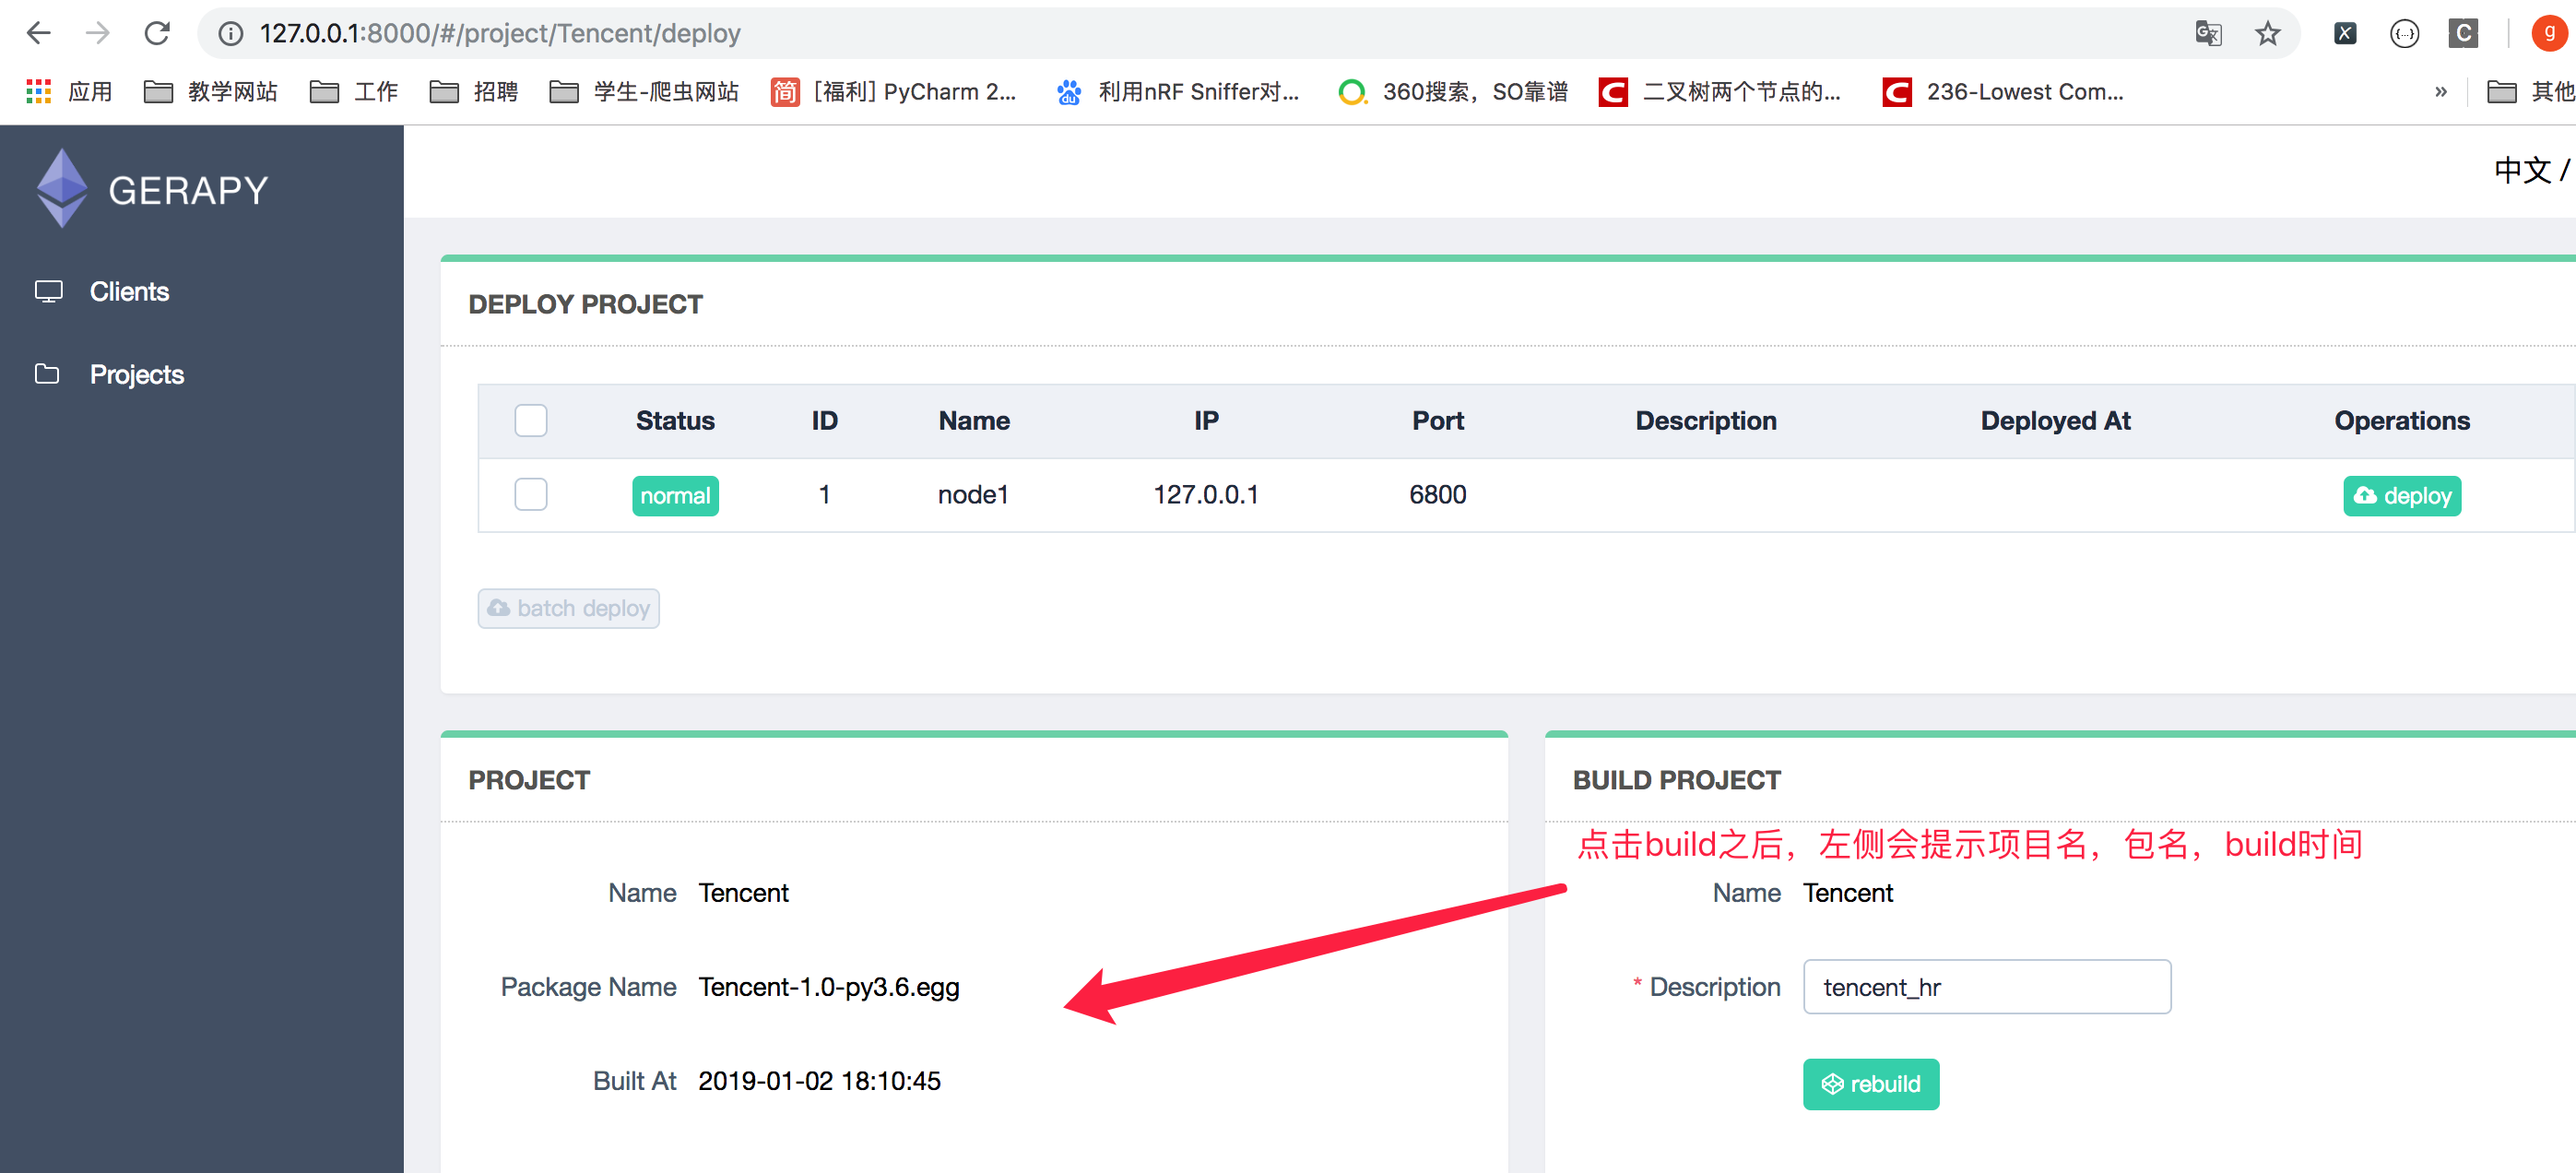 127.0.0.1:8000/#/project/Tencent/deploy
g
应用 教学网站 工作 招聘 学生-爬虫网站 简 [福利] PyCharm 2... du 利用nRF Sniffer对... 360搜索，SO靠谱 C 二叉树两个节点的... C 236-Lowest Com... » 其他
GERAPY
中文 /
Clients
Projects
DEPLOY PROJECT
Status ID Name IP Port Description Deployed At Operations
normal 1 node1 127.0.0.1 6800 deploy
batch deploy
PROJECT
Name Tencent
Package Name Tencent-1.0-py3.6.egg
Built At 2019-01-02 18:10:45
BUILD PROJECT
点击build之后，左侧会提示项目名，包名，build时间
Name Tencent
* Description tencent_hr
rebuild